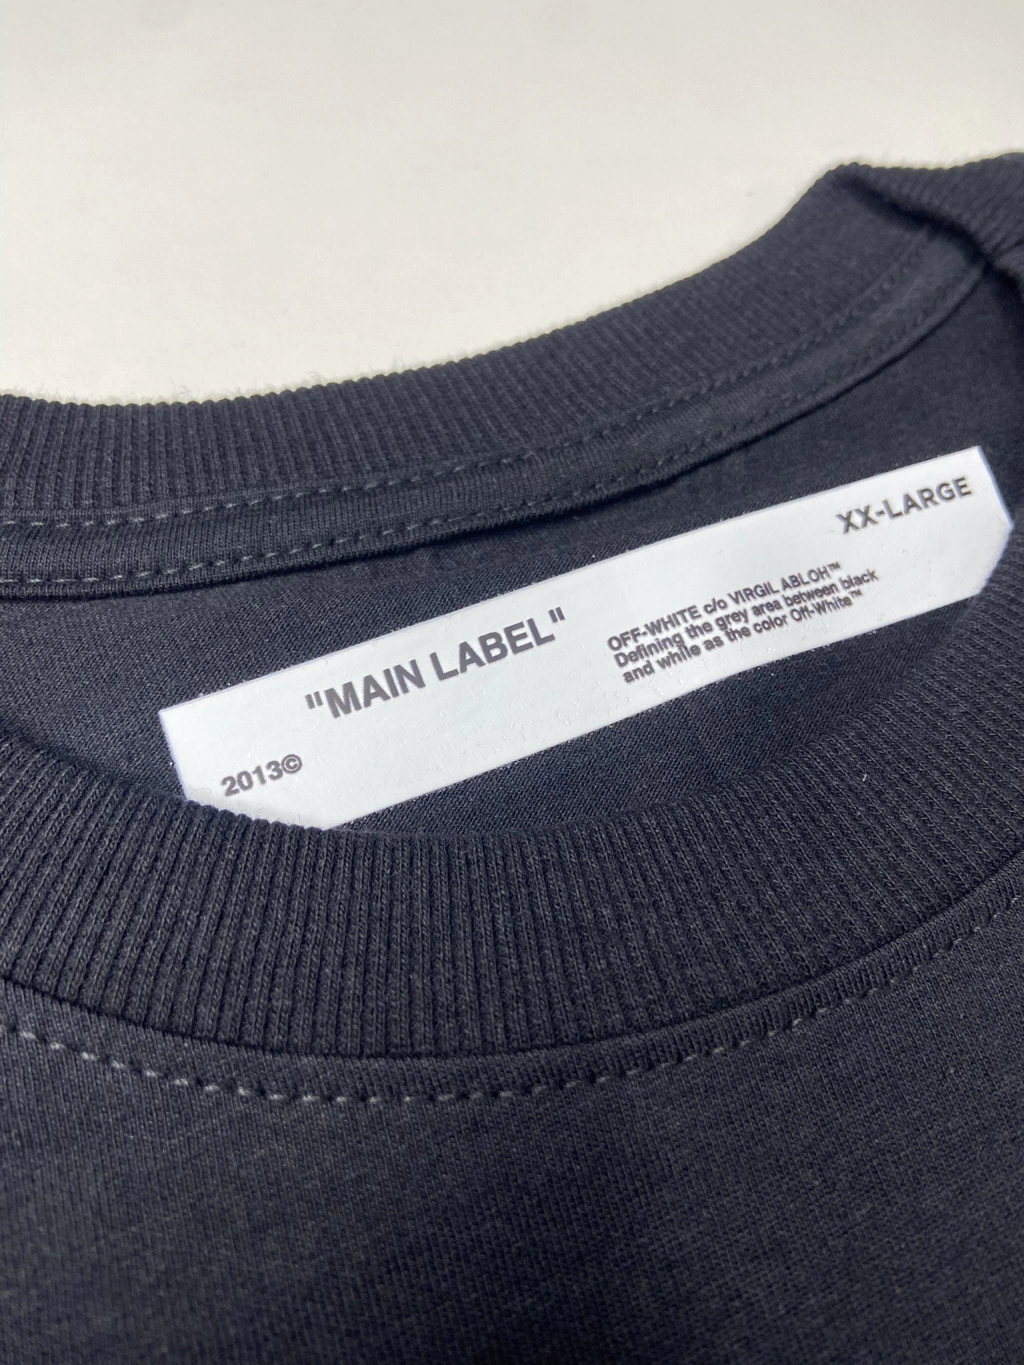 XX-LARGE
"MAIN LABEL"
OFF-WHITE c/o VIRGIL ABLOH™
Defining the grey area between black
and while as the color Off-White™
2013©